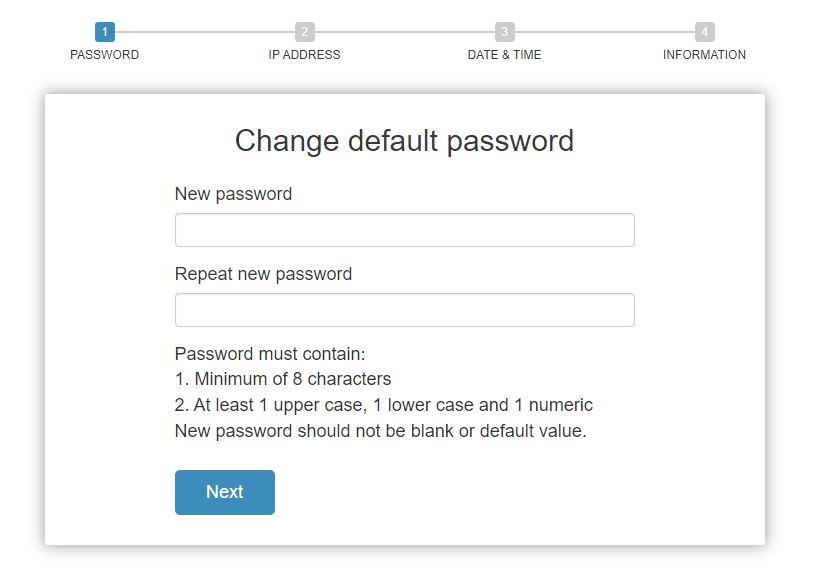 1 2 3 4
PASSWORD IP ADDRESS DATE & TIME INFORMATION
Change default password
New password
Repeat new password
Password must contain:
1. Minimum of 8 characters
2. At least 1 upper case, 1 lower case and 1 numeric
New password should not be blank or default value.
Next